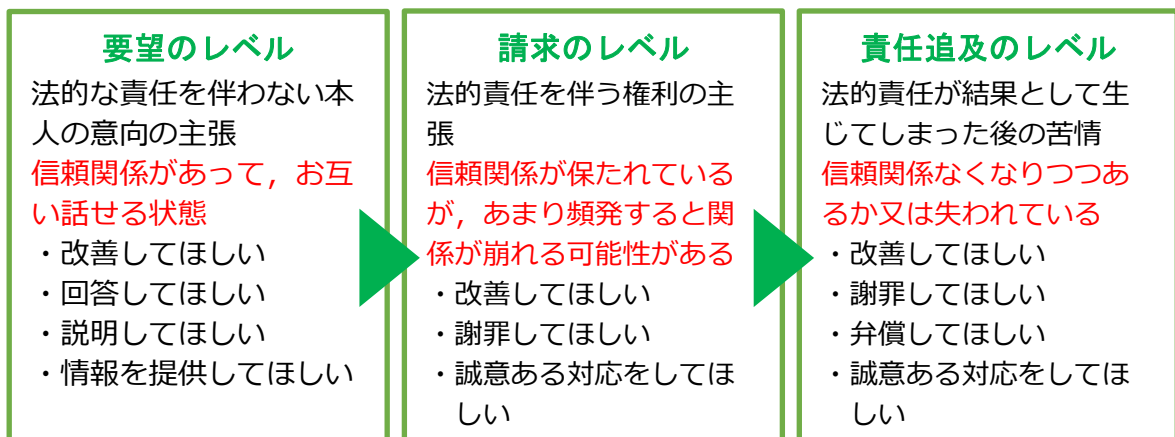 要望のレベル
法的な責任を伴わない本
人の意向の主張
信頼関係があって，お互
い話せる状態
・改善してほしい
・回答してほしい
・説明してほしい
・情報を提供してほしい
請求のレベル
法的責任を伴う権利の主
張
信頼関係が保たれている
が，あまり頻発すると関
係が崩れる可能性がある
・改善してほしい
・謝罪してほしい
・誠意ある対応をしてほ
しい
責任追及のレベル
法的責任が結果として生
じてしまった後の苦情
信頼関係なくなりつつあ
るか又は失われている
・改善してほしい
・謝罪してほしい
・弁償してほしい
・誠意ある対応をしてほ
しい